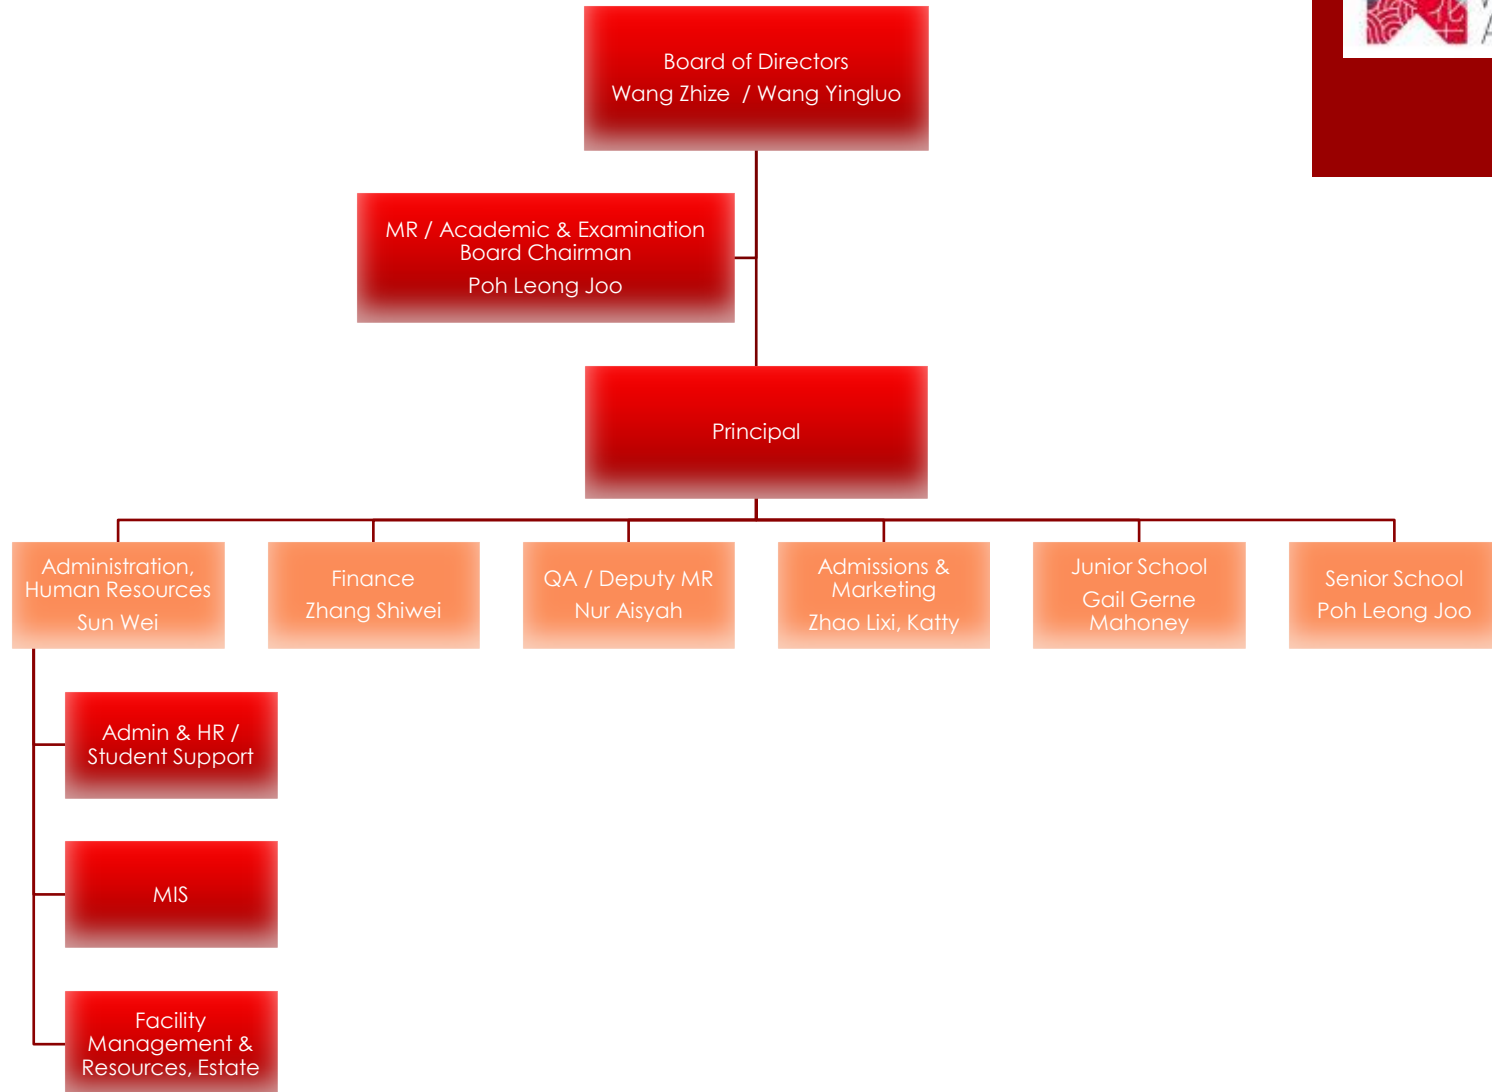 Board of Directors
Wang Zhize / Wang Yingluo
MR / Academic & Examination
Board Chairman
Poh Leong Joo
Principal
Administration,
Human Resources
Sun Wei
Finance
Zhang Shiwei
QA / Deputy MR
Nur Aisyah
Admissions &
Marketing
Zhao Lixi, Katty
Junior School
Gail Gerne
Mahoney
Senior School
Poh Leong Joo
Admin & HR /
Student Support
MIS
Facility
Management &
Resources, Estate